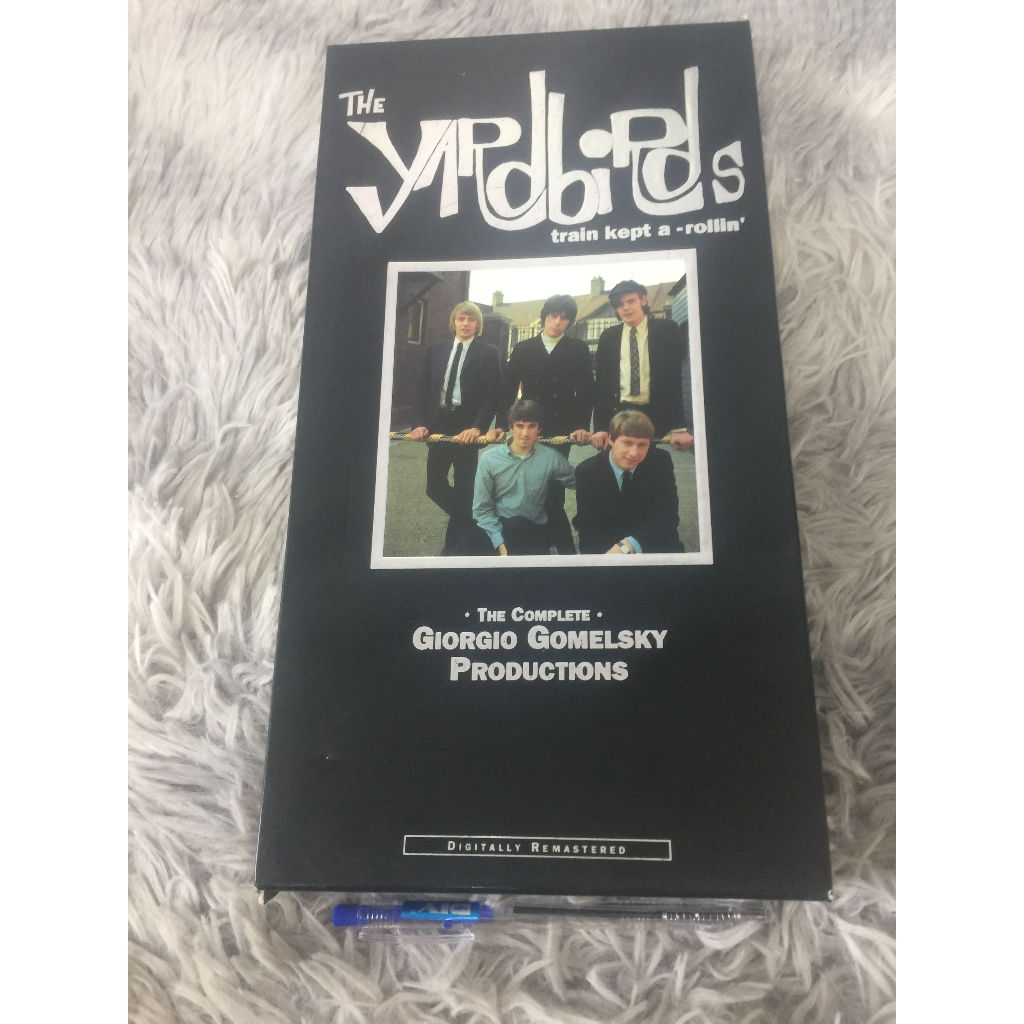 THE
YARDBIRDS
train kept a-rollin'
· THE COMPLETE ·
GIORGIO GOMELSKY
PRODUCTIONS
DIGITALLY REMASTERED